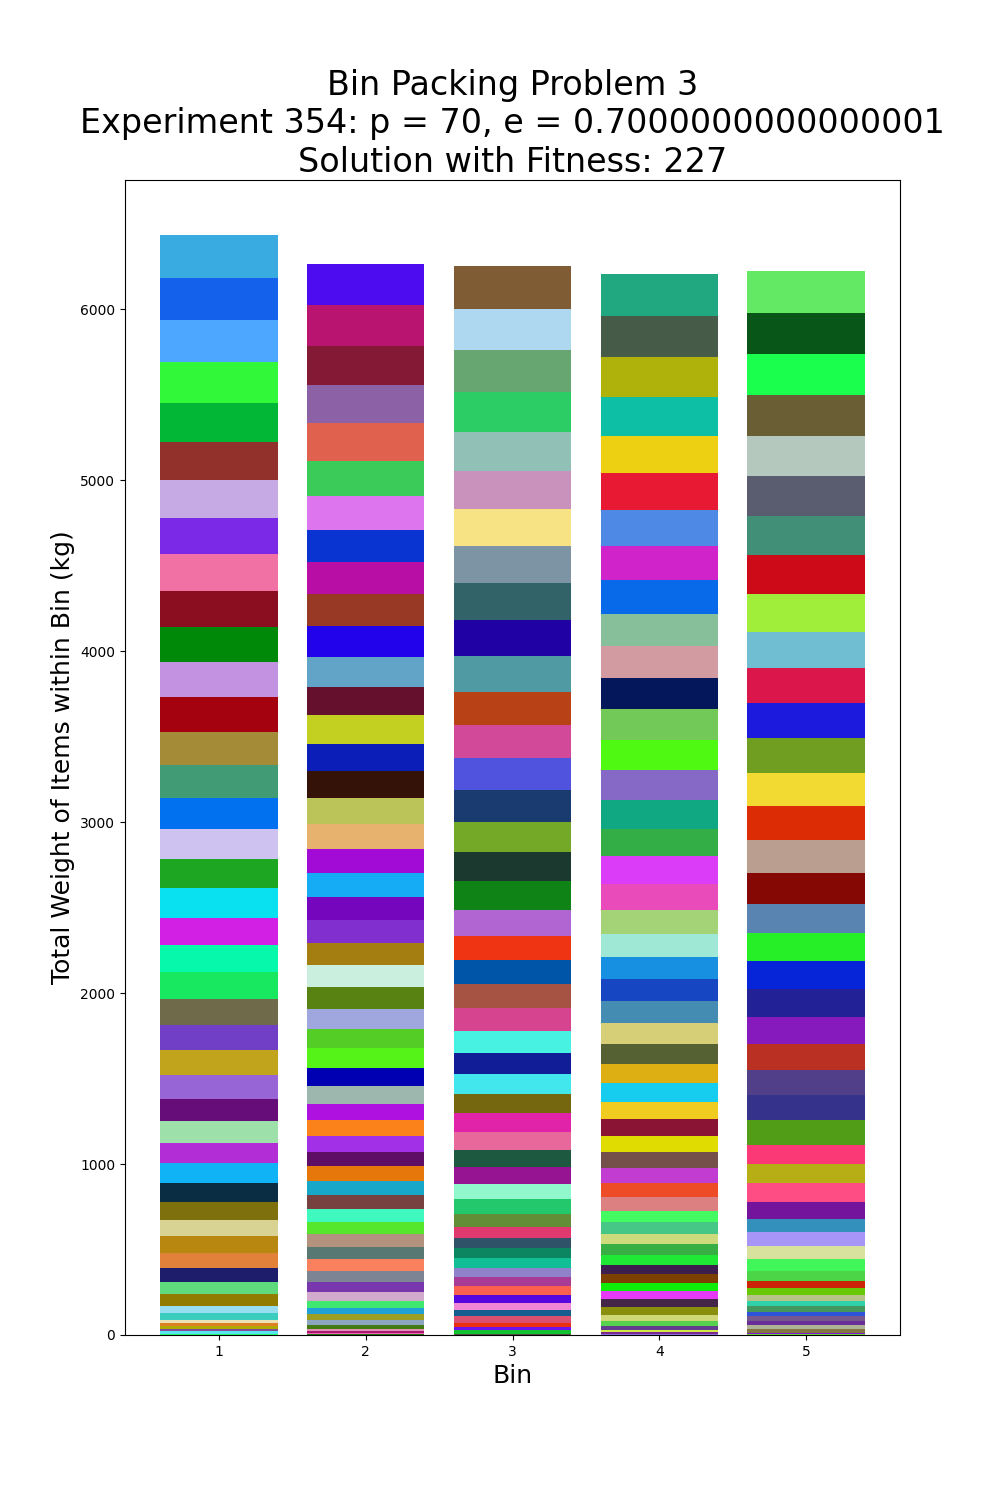 Bin Packing Problem 3
Experiment 354: p = 70, e = 0.7000000000000001
Solution with Fitness: 227
6000
5000
4000
3000
2000
1000
0
Total Weight of Items within Bin (kg)
1 2 3 4 5
Bin